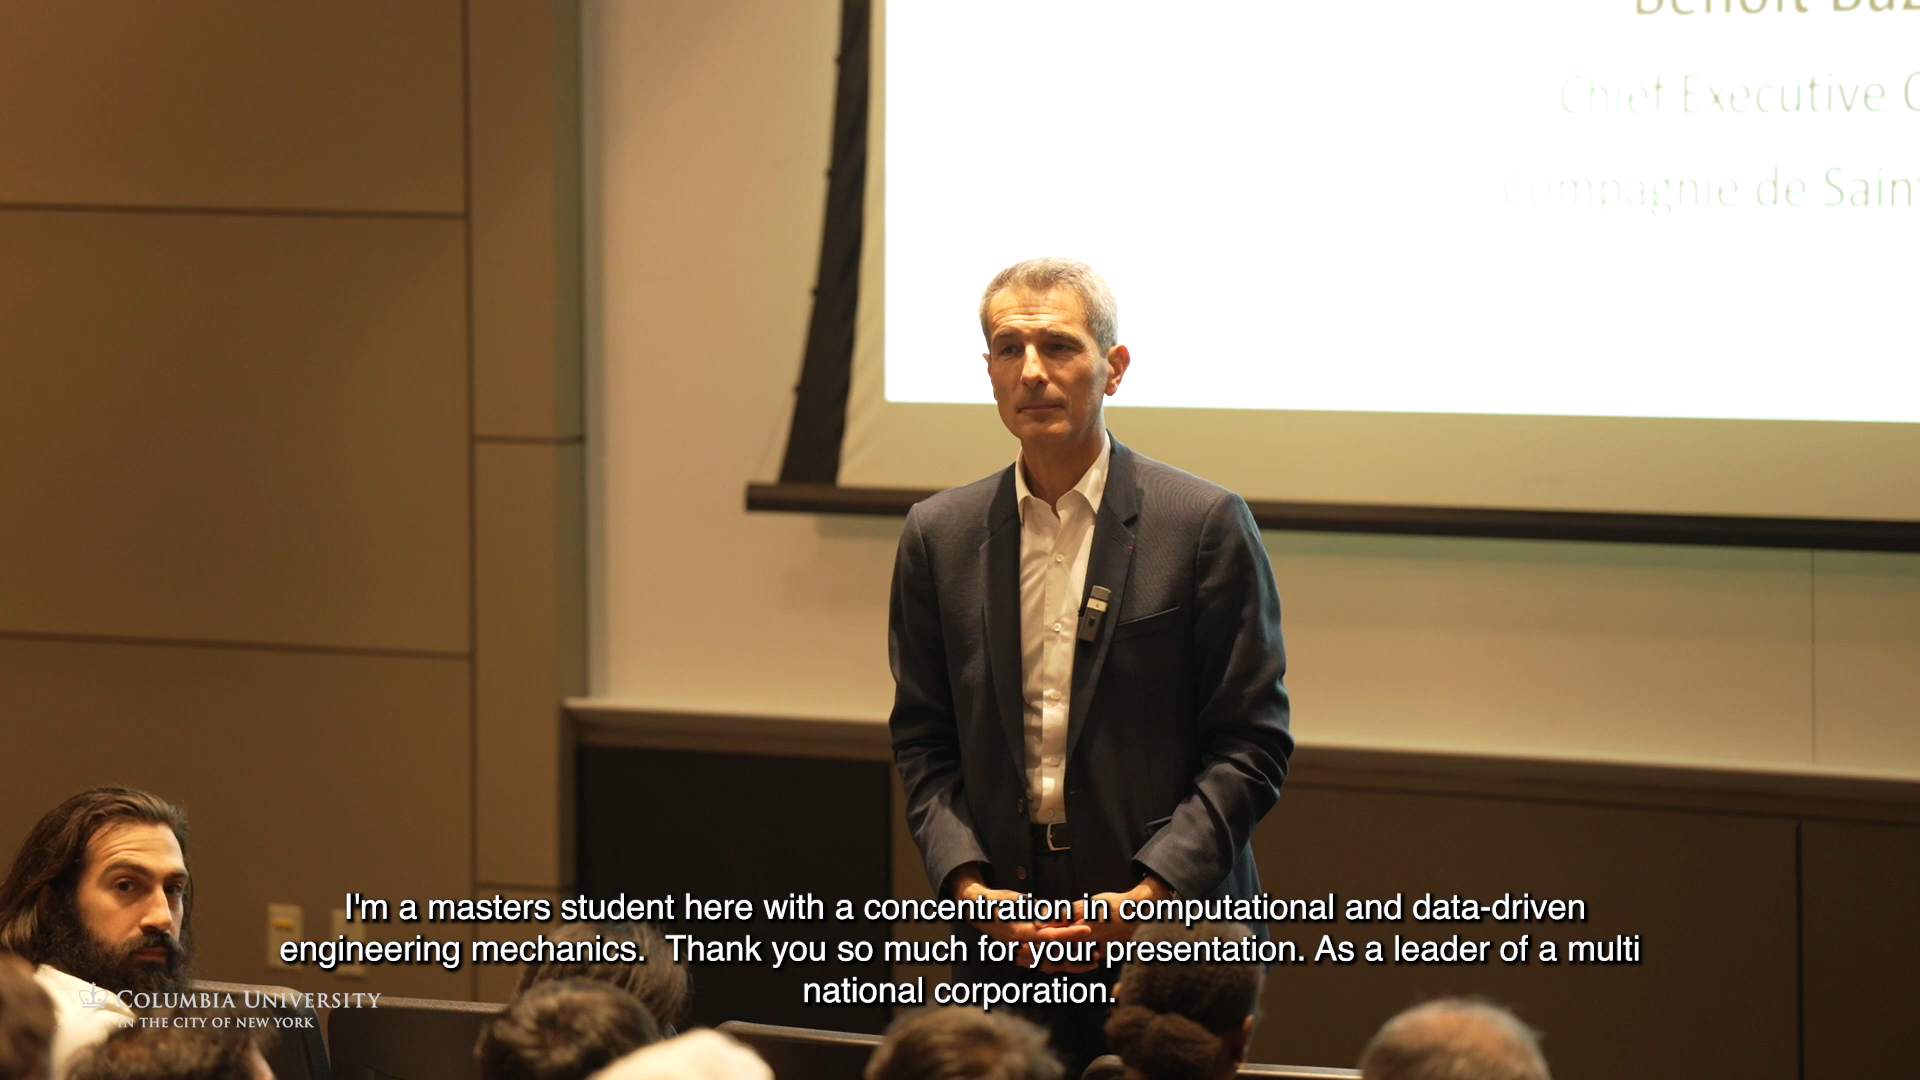 Benoit
Chief Executive
Compagnie de
I'm a masters student here with a concentration in computational and data-driven
engineering mechanics.  Thank you so much for your presentation. As a leader of a multi
national corporation.
COLUMBIA UNIVERSITY
IN THE CITY OF NEW YORK